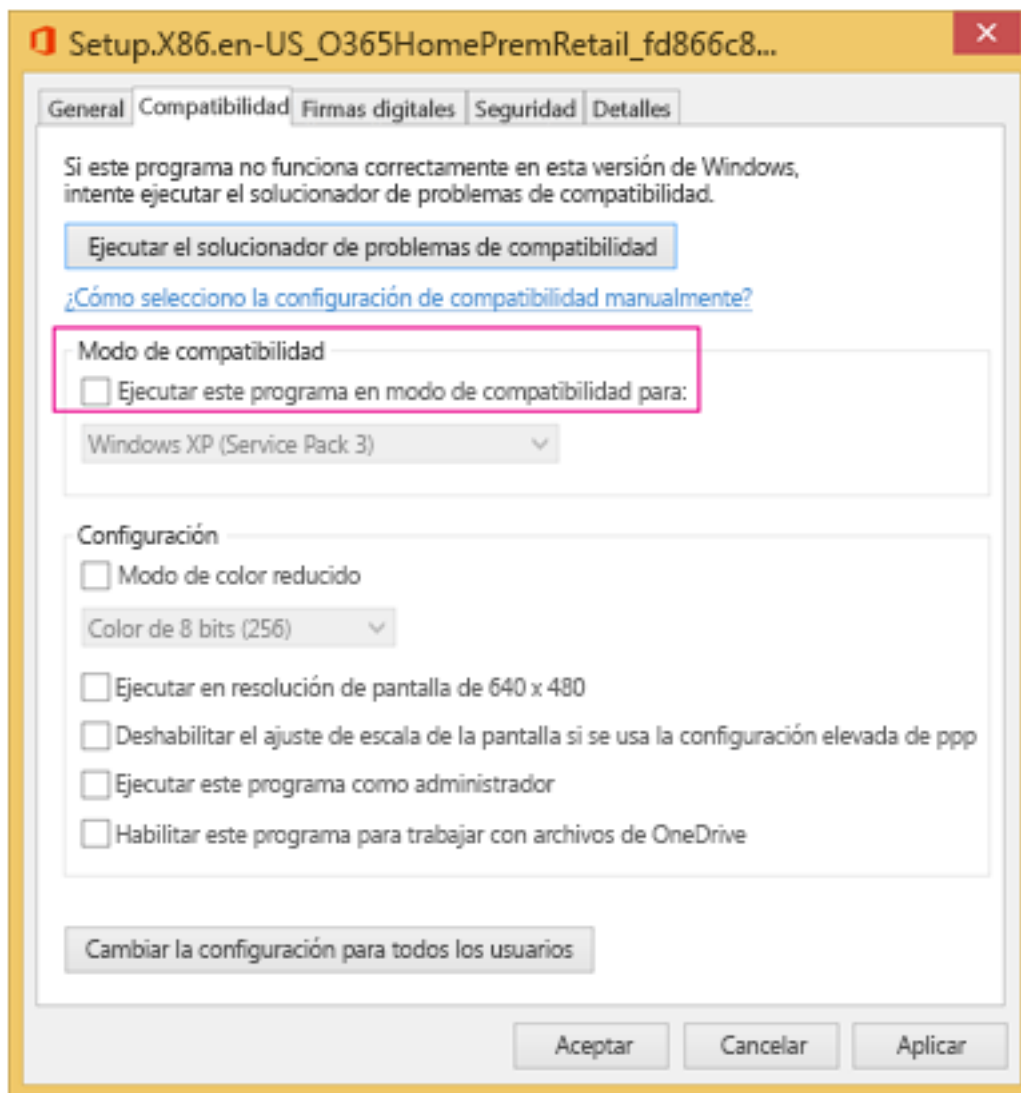 Setup.X86.en-US_O365HomePremRetail_fd866c8...
General Compatibilidad Firmas digitales Seguridad Detalles
Si este programa no funciona correctamente en esta versión de Windows,
intente ejecutar el solucionador de problemas de compatibilidad.
Ejecutar el solucionador de problemas de compatibilidad
¿Cómo selecciono la configuración de compatibilidad manualmente?
Modo de compatibilidad
Ejecutar este programa en modo de compatibilidad para:
Windows XP (Service Pack 3)
Configuración
Modo de color reducido
Color de 8 bits (256)
Ejecutar en resolución de pantalla de 640 x 480
Deshabilitar el ajuste de escala de la pantalla si se usa la configuración elevada de ppp
Ejecutar este programa como administrador
Habilitar este programa para trabajar con archivos de OneDrive
Cambiar la configuración para todos los usuarios
Aceptar Cancelar Aplicar